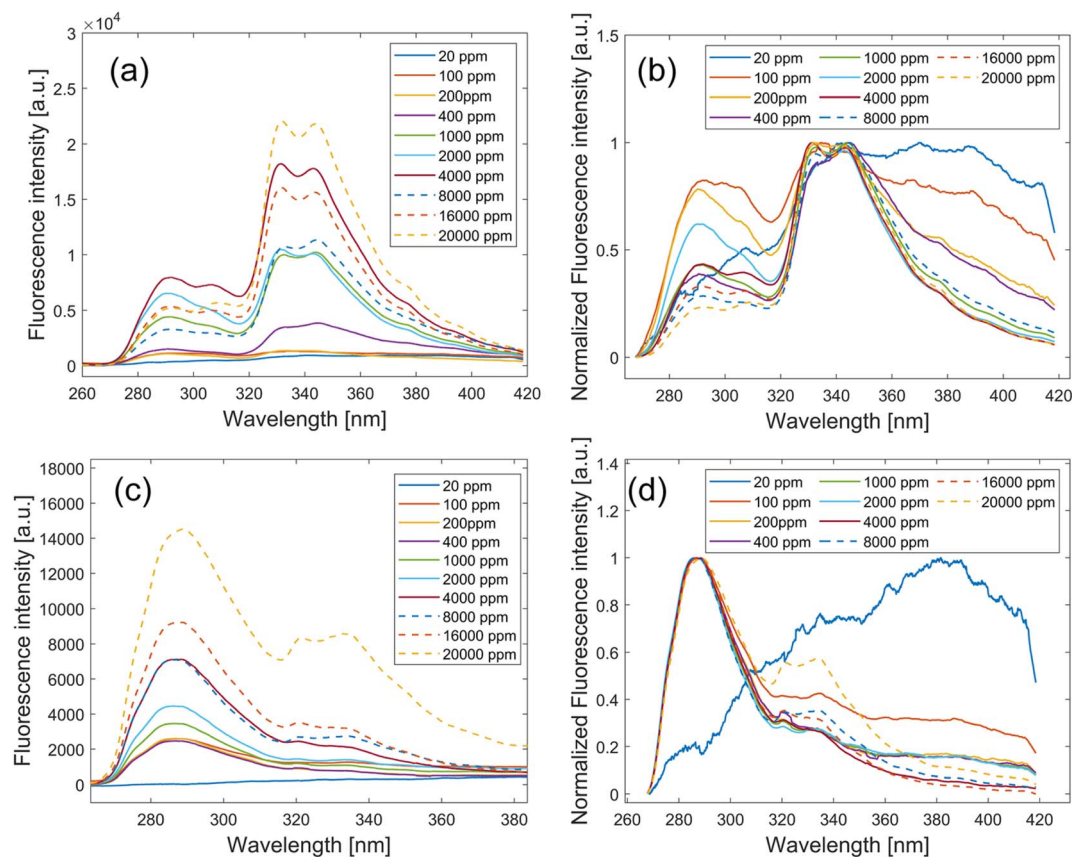 ×10⁴
3
2.5
2
1.5
1
0.5
0
260 280 300 320 340 360 380 400 420
Wavelength [nm]
Fluorescence intensity [a.u.]
(a)
20 ppm
100 ppm
200ppm
400 ppm
1000 ppm
2000 ppm
4000 ppm
8000 ppm
16000 ppm
20000 ppm
1.5
1
0.5
0
260 280 300 320 340 360 380 400 420
Wavelength [nm]
Normalized Fluorescence intensity [a.u.]
(b)
20 ppm 1000 ppm 16000 ppm
100 ppm 2000 ppm 20000 ppm
200ppm 4000 ppm
400 ppm 8000 ppm
18000
16000
14000
12000
10000
8000
6000
4000
2000
0
280 300 320 340 360 380
Wavelength [nm]
Fluorescence intensity [a.u.]
(c)
20 ppm
100 ppm
200ppm
400 ppm
1000 ppm
2000 ppm
4000 ppm
8000 ppm
16000 ppm
20000 ppm
1.4
1.2
1
0.8
0.6
0.4
0.2
0
260 280 300 320 340 360 380 400 420
Wavelength [nm]
Normalized Fluorescence intensity [a.u.]
(d)
20 ppm 1000 ppm 16000 ppm
100 ppm 2000 ppm 20000 ppm
200ppm 4000 ppm
400 ppm 8000 ppm